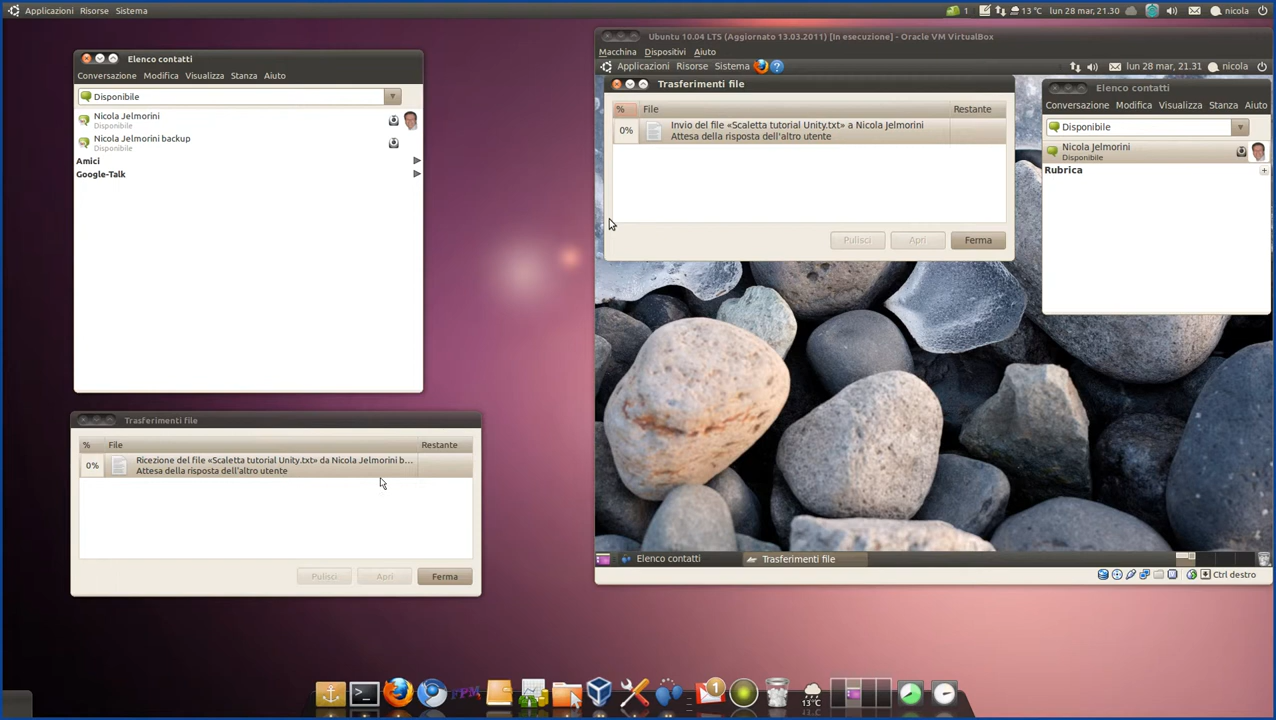 Applicazioni Risorse Sistema
1 13 °C lun 28 mar, 21.30 nicola
Elenco contatti
Conversazione Modifica Visualizza Stanza Aiuto
Disponibile
Nicola Jelmorini
Disponibile
Nicola Jelmorini backup
Disponibile
Amici
Google-Talk
Trasferimenti file
% File Restante
0% Ricezione del file «Scaletta tutorial Unity.txt» da Nicola Jelmorini b...
Attesa della risposta dell'altro utente
Pulisci Apri Ferma
Ubuntu 10.04 LTS (Aggiornato 13.03.2011) [In esecuzione] - Oracle VM VirtualBox
Macchina Dispositivi Aiuto
Applicazioni Risorse Sistema ? lun 28 mar, 21.31 nicola
Trasferimenti file
% File Restante
0% Invio del file «Scaletta tutorial Unity.txt» a Nicola Jelmorini
Attesa della risposta dell'altro utente
Pulisci Apri Ferma
Elenco contatti
Conversazione Modifica Visualizza Stanza Aiuto
Disponibile
Nicola Jelmorini
Disponibile
Rubrica
Elenco contatti Trasferimenti file
Ctrl destro
>_ PM 1 13°C